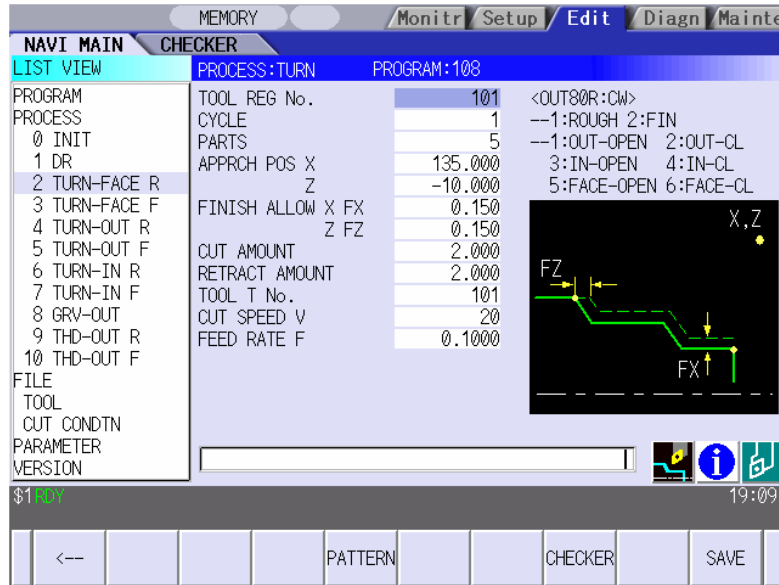 MEMORY Monitr Setup Edit Diagn Mainte
NAVI MAIN CHECKER
LIST VIEW
PROGRAM
PROCESS
0 INIT
1 DR
2 TURN-FACE R
3 TURN-FACE F
4 TURN-OUT R
5 TURN-OUT F
6 TURN-IN R
7 TURN-IN F
8 GRV-OUT
9 THD-OUT R
10 THD-OUT F
FILE
TOOL
CUT CONDTN
PARAMETER
VERSION
PROCESS:TURN PROGRAM:108
TOOL REG No. 101
CYCLE 1
PARTS 5
APPRCH POS X 135.000
Z -10.000
FINISH ALLOW X FX 0.150
Z FZ 0.150
CUT AMOUNT 2.000
RETRACT AMOUNT 2.000
TOOL T No. 101
CUT SPEED V 20
FEED RATE F 0.1000
<OUT80R:CW>
--1:ROUGH 2:FIN
--1:OUT-OPEN 2:OUT-CL
3:IN-OPEN 4:IN-CL
5:FACE-OPEN 6:FACE-CL
X,Z
FZ
FX
$1 RDY 19:09
<-- PATTERN CHECKER SAVE